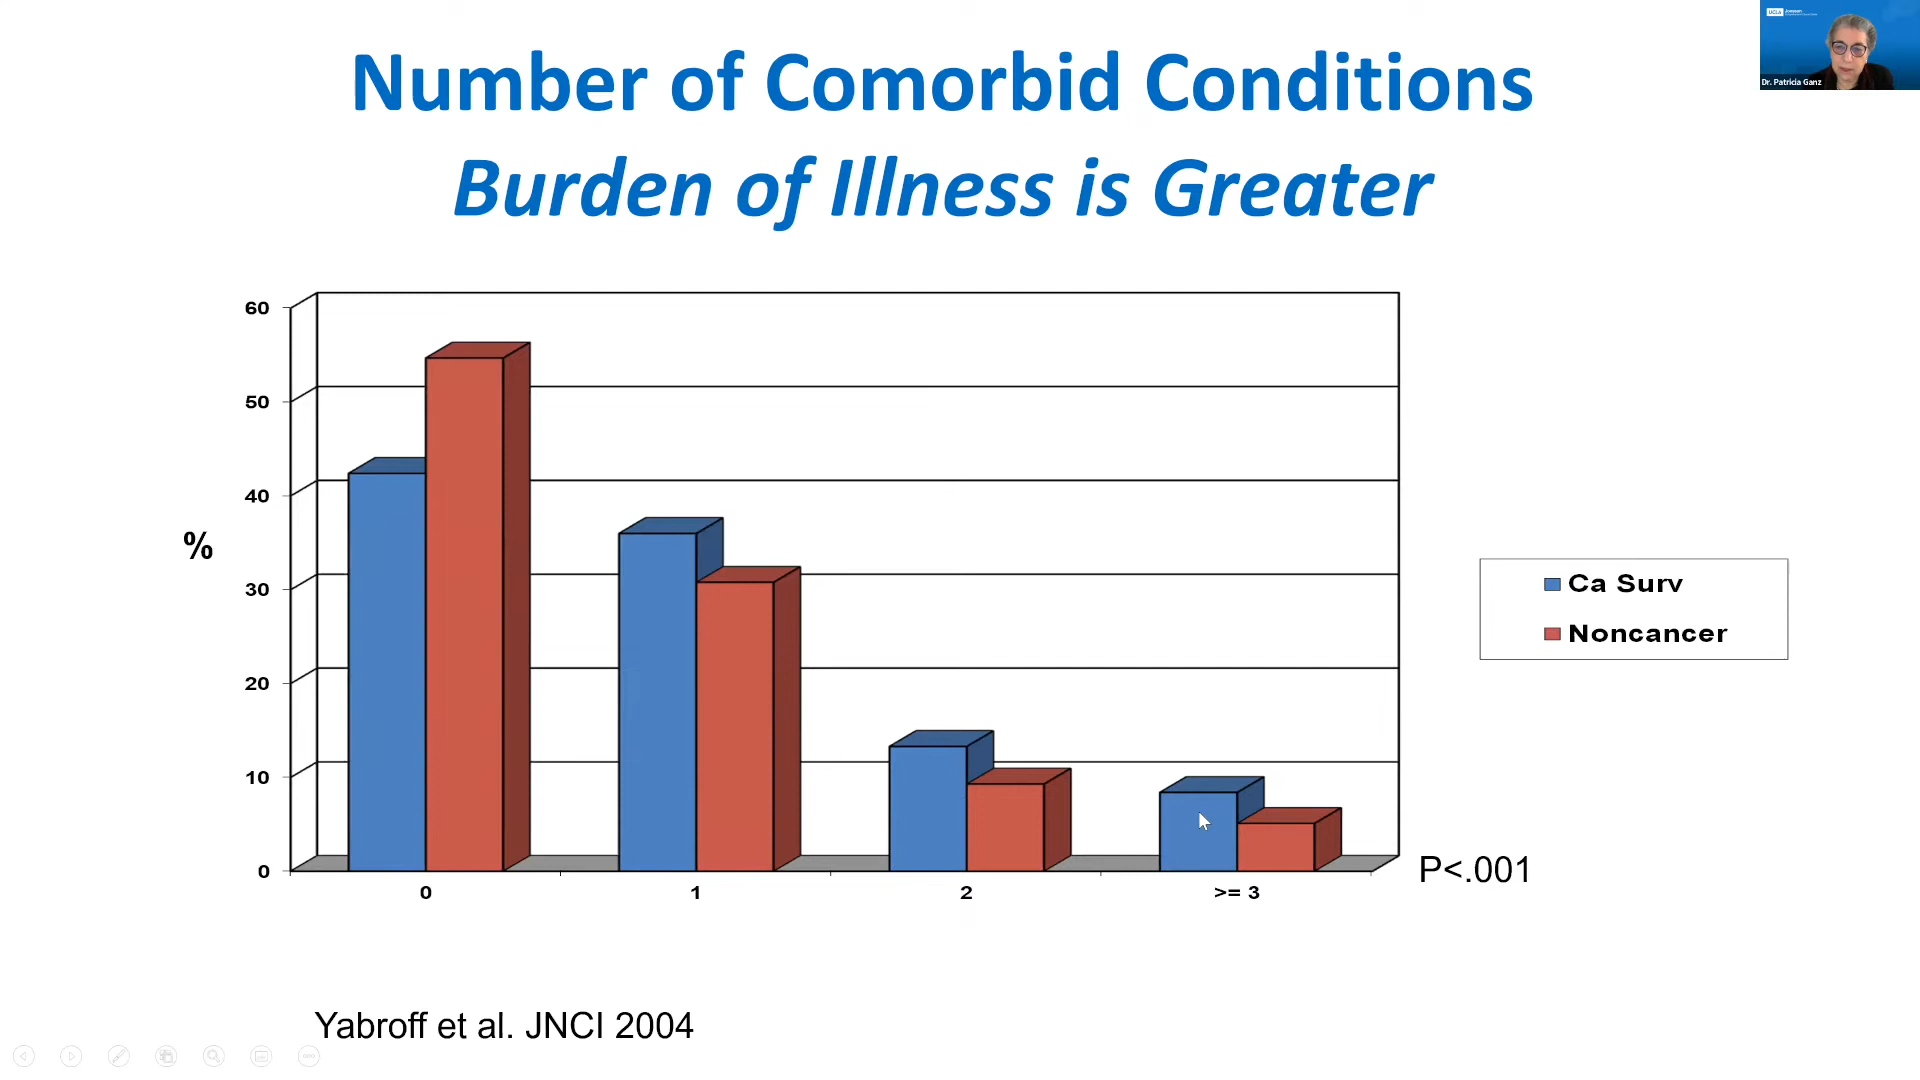 Number of Comorbid Conditions
Burden of Illness is Greater
UCLA
Dr. Patricia Ganz
60
50
40
30
20
10
0
%
0
1
2
>= 3
Ca Surv
Noncancer
P<.001
Yabroff et al. JNCI 2004